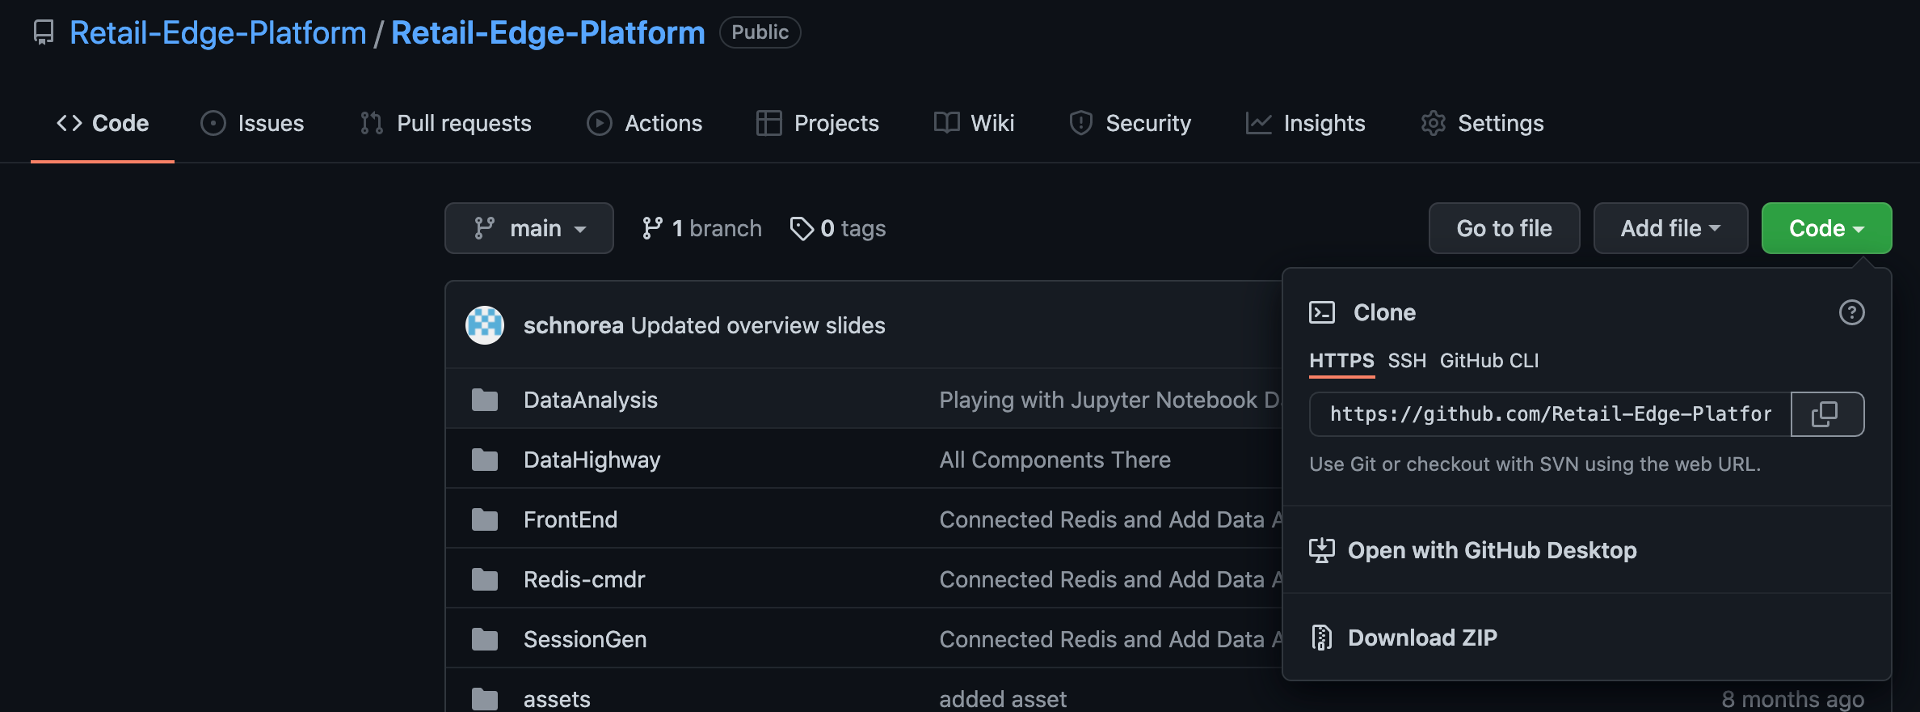 Retail-Edge-Platform / Retail-Edge-Platform Public
Code Issues Pull requests Actions Projects Wiki Security Insights Settings
main 1 branch 0 tags Go to file Add file Code
schnorea Updated overview slides
DataAnalysis Playing with Jupyter Notebook D
DataHighway All Components There
FrontEnd Connected Redis and Add Data A
Redis-cmdr Connected Redis and Add Data A
SessionGen Connected Redis and Add Data A
assets added asset 8 months ago
Clone
HTTPS SSH GitHub CLI
https://github.com/Retail-Edge-Platfor
Use Git or checkout with SVN using the web URL.
Open with GitHub Desktop
Download ZIP